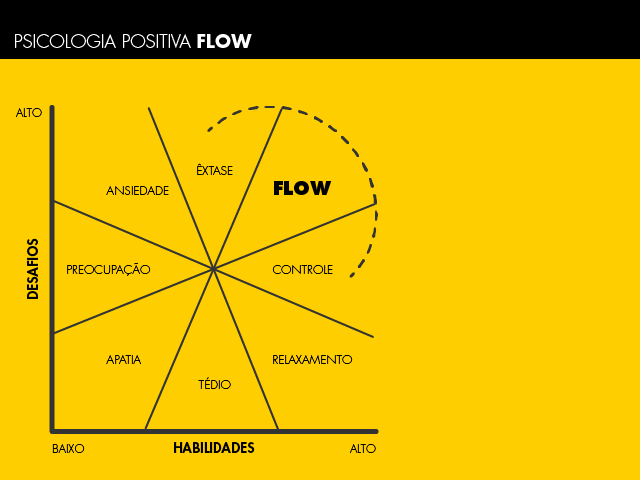 PSICOLOGIA POSITIVA FLOW
ALTO
ÊXTASE
ANSIEDADE
FLOW
DESAFIOS
PREOCUPAÇÃO
CONTROLE
APATIA
RELAXAMENTO
TÉDIO
BAIXO
HABILIDADES
ALTO